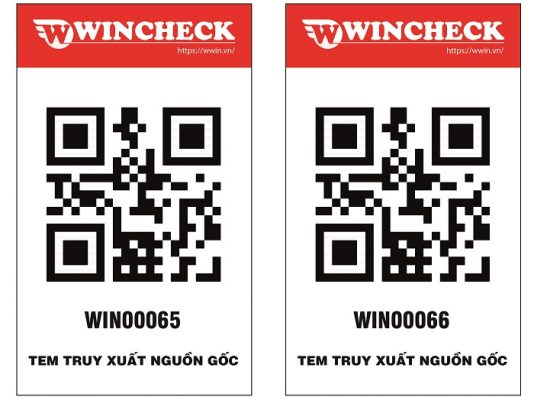 WINCHECK
https://wwin.vn/
WIN00065
TEM TRUY XUẤT NGUỒN GỐC
WINCHECK
https://wwin.vn/
WIN00066
TEM TRUY XUẤT NGUỒN GỐC